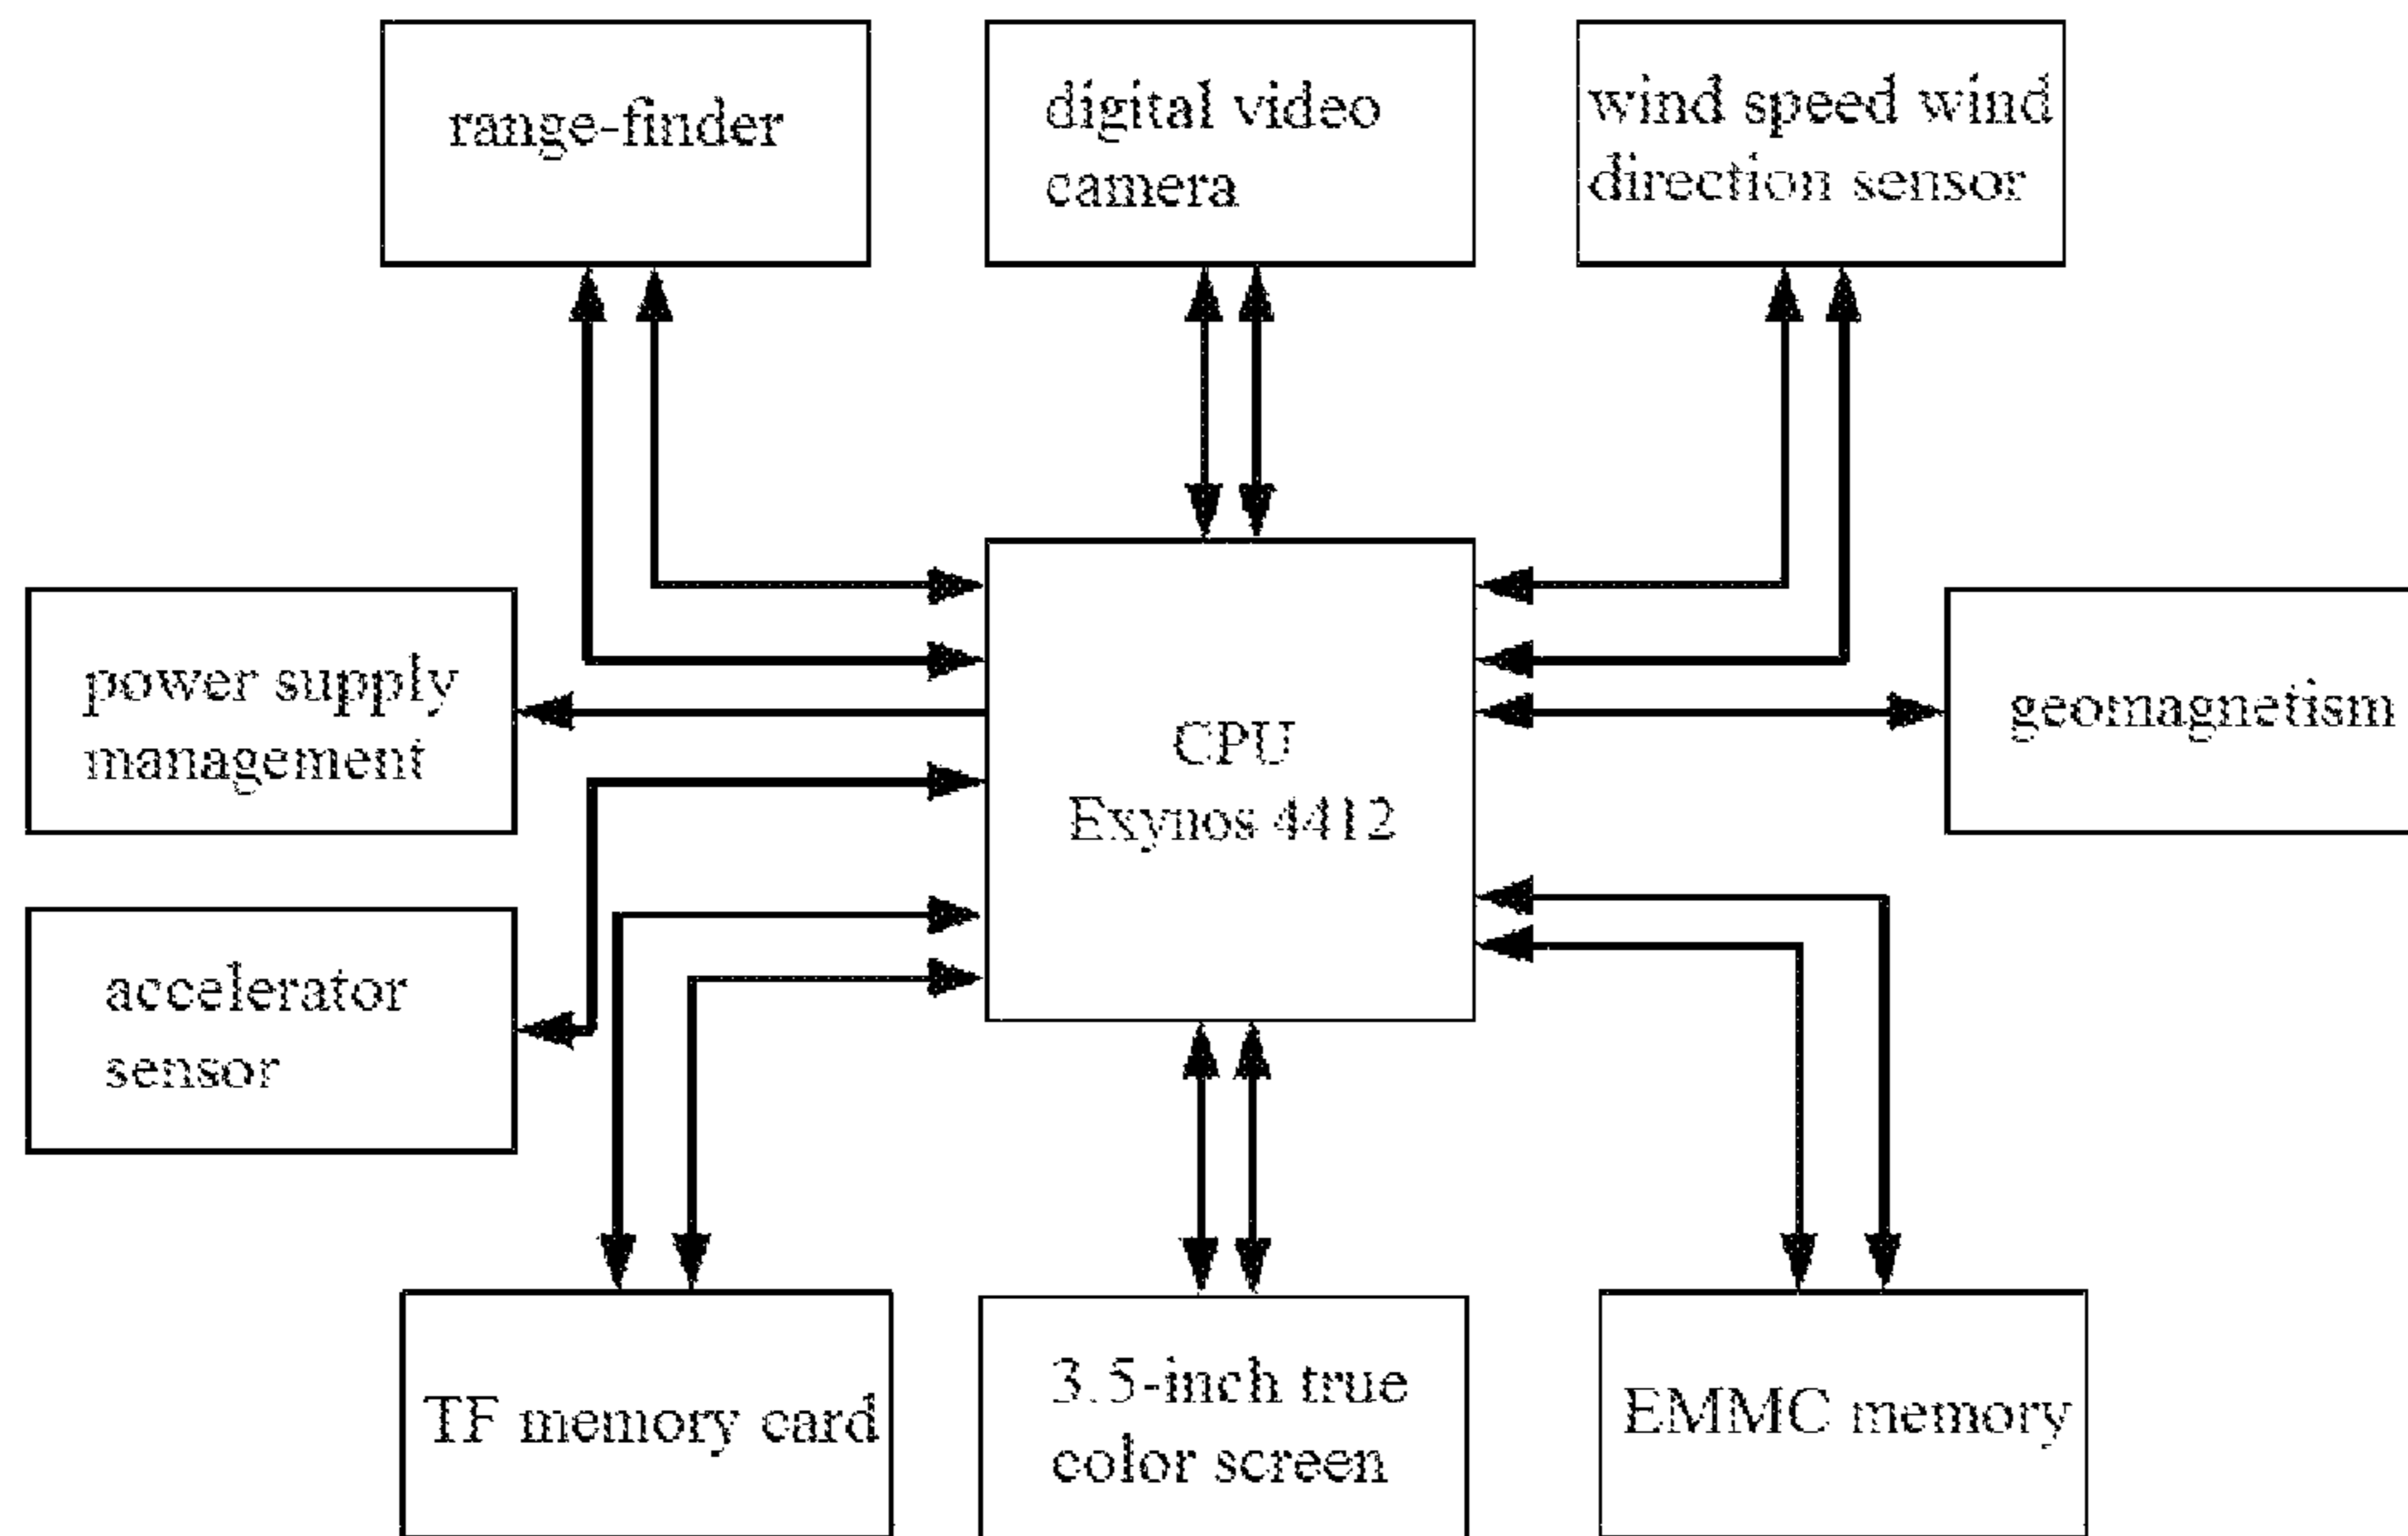 range-finder
digital video
camera
wind speed wind
direction sensor
power supply
management
CPU
Exynos 4412
geomagnetism
accelerator
sensor
TF memory card
3.5-inch true
color screen
EMMC memory